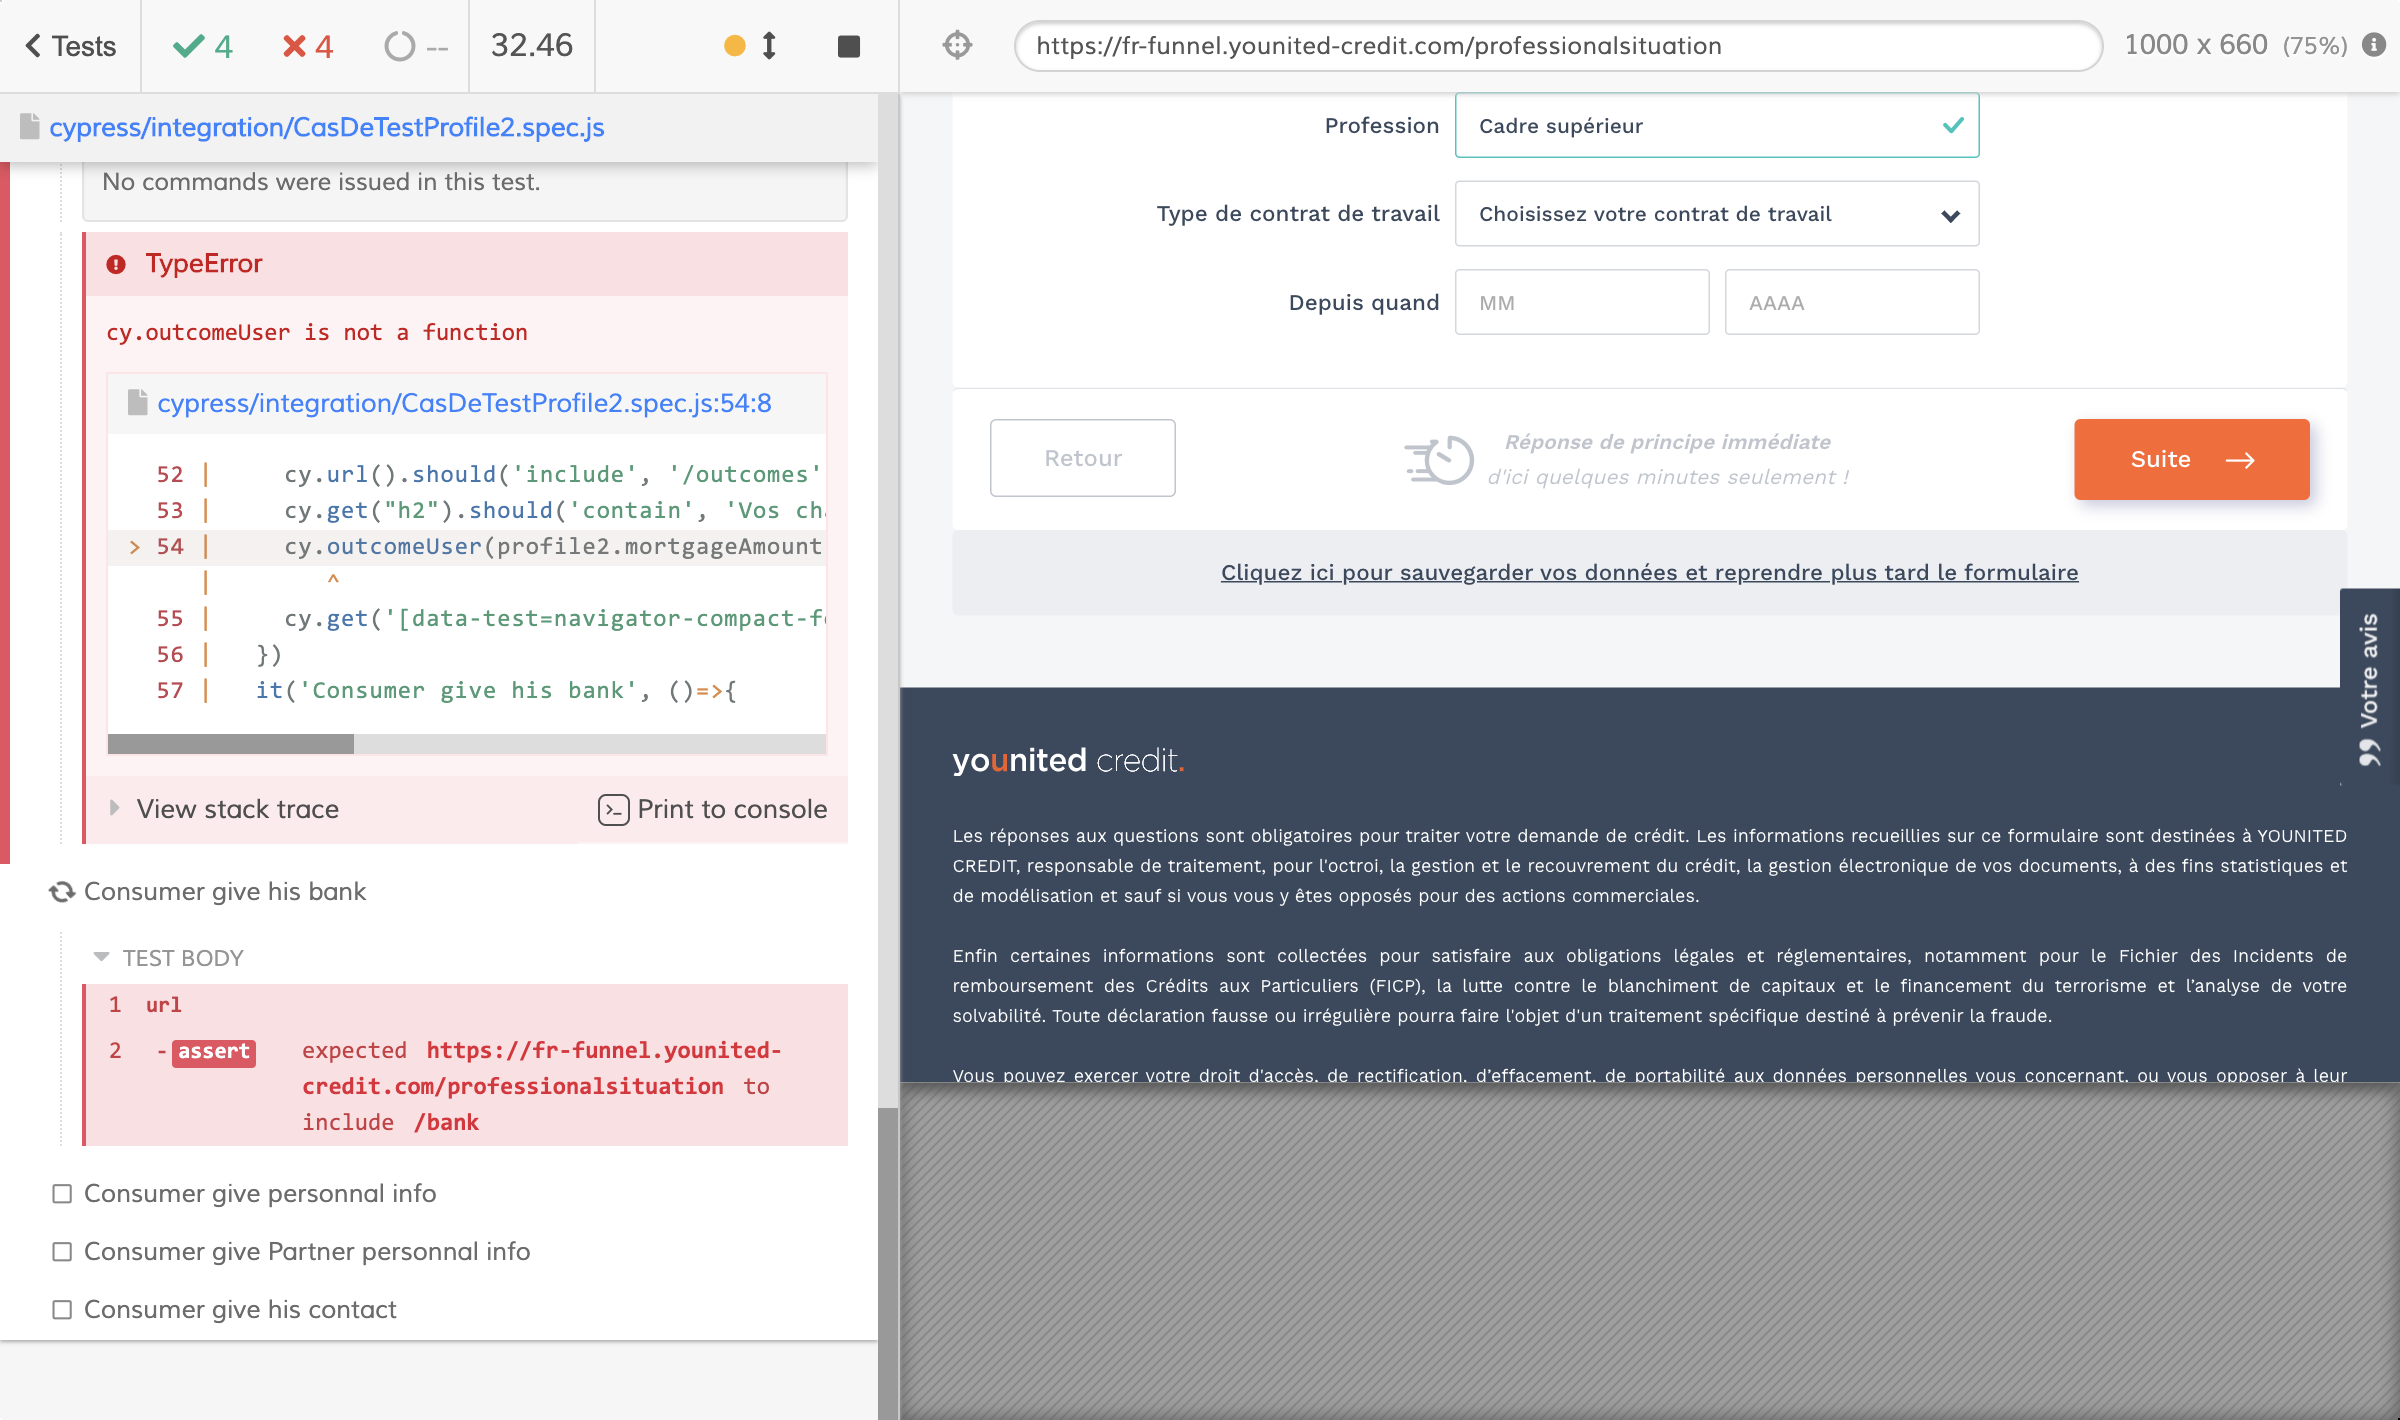 Tests
4
4
--
32.46
https://fr-funnel.younited-credit.com/professionalsituation
1000 x 660 (75%)
cypress/integration/CasDeTestProfile2.spec.js
No commands were issued in this test.
TypeError
cy.outcomeUser is not a function
cypress/integration/CasDeTestProfile2.spec.js:54:8
52 | cy.url().should('include', '/outcomes'
53 | cy.get("h2").should('contain', 'Vos ch
> 54 | cy.outcomeUser(profile2.mortgageAmount
| ^
55 | cy.get('[data-test=navigator-compact-f
56 | })
57 | it('Consumer give his bank', ()=>{
View stack trace
Print to console
Consumer give his bank
TEST BODY
1 url
2 -assert expected https://fr-funnel.younited-
credit.com/professionalsituation to
include /bank
Consumer give personnal info
Consumer give Partner personnal info
Consumer give his contact
Profession
Cadre supérieur
Type de contrat de travail
Choisissez votre contrat de travail
Depuis quand
MM
AAAA
Retour
Réponse de principe immédiate
d'ici quelques minutes seulement !
Suite →
Cliquez ici pour sauvegarder vos données et reprendre plus tard le formulaire
Votre avis
younited credit.
Les réponses aux questions sont obligatoires pour traiter votre demande de crédit. Les informations recueillies sur ce formulaire sont destinées à YOUNITED
CREDIT, responsable de traitement, pour l'octroi, la gestion et le recouvrement du crédit, la gestion électronique de vos documents, à des fins statistiques et
de modélisation et sauf si vous vous y êtes opposés pour des actions commerciales.
Enfin certaines informations sont collectées pour satisfaire aux obligations légales et réglementaires, notamment pour le Fichier des Incidents de
remboursement des Crédits aux Particuliers (FICP), la lutte contre le blanchiment de capitaux et le financement du terrorisme et l’analyse de votre
solvabilité. Toute déclaration fausse ou irrégulière pourra faire l'objet d'un traitement spécifique destiné à prévenir la fraude.
Vous pouvez exercer votre droit d'accès, de rectification, d’effacement, de portabilité aux données personnelles vous concernant, ou vous opposer à leur